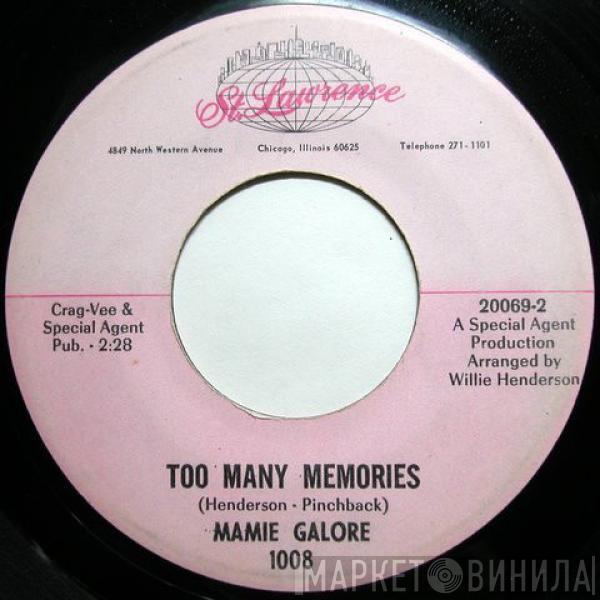 St. Lawrence
4849 North Western Avenue
Chicago, Illinois 60625
Telephone 271-1101
Crag-Vee &
Special Agent
Pub. • 2:28
20069-2
A Special Agent
Production
Arranged by
Willie Henderson
TOO MANY MEMORIES
(Henderson • Pinchback)
MAMIE GALORE
1008
МАРКЕТ ВИНИЛА